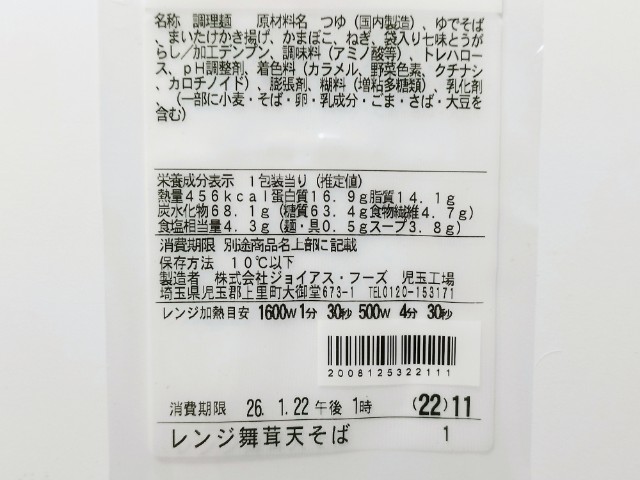 名称　調理麺　原材料名　つゆ（国内製造）、ゆでそば
、まいたけかき揚げ、かまぼこ、ねぎ、袋入り七味とうが
らし／加工デンプン、調味料（アミノ酸等）、トレハロー
ス、ｐＨ調整剤、着色料（カラメル、野菜色素、クチナシ
、カロチノイド）、膨張剤、糊料（増粘多糖類）、乳化剤
、（一部に小麦・そば・卵・乳成分・ごま・さば・大豆を
含む）
栄養成分表示　１包装当り（推定値）
熱量４５６ｋｃａｌ蛋白質１６．９ｇ脂質１４．１ｇ
炭水化物６８．１ｇ（糖質６３．４ｇ食物繊維４．７ｇ）
食塩相当量４．３ｇ（麺・具０．５ｇスープ３．８ｇ）
消費期限　別途商品名上部に記載
保存方法　１０℃以下
製造者　株式会社ジョイアス・フーズ　児玉工場
埼玉県児玉郡上里町大御堂673-1　TEL0120-153171
レンジ加熱目安　1600W 1分　30秒 500W　4分　30秒
2008125322111
消費期限　26.　1.22 午後　1時　(22)11
レンジ舞茸天そば　1